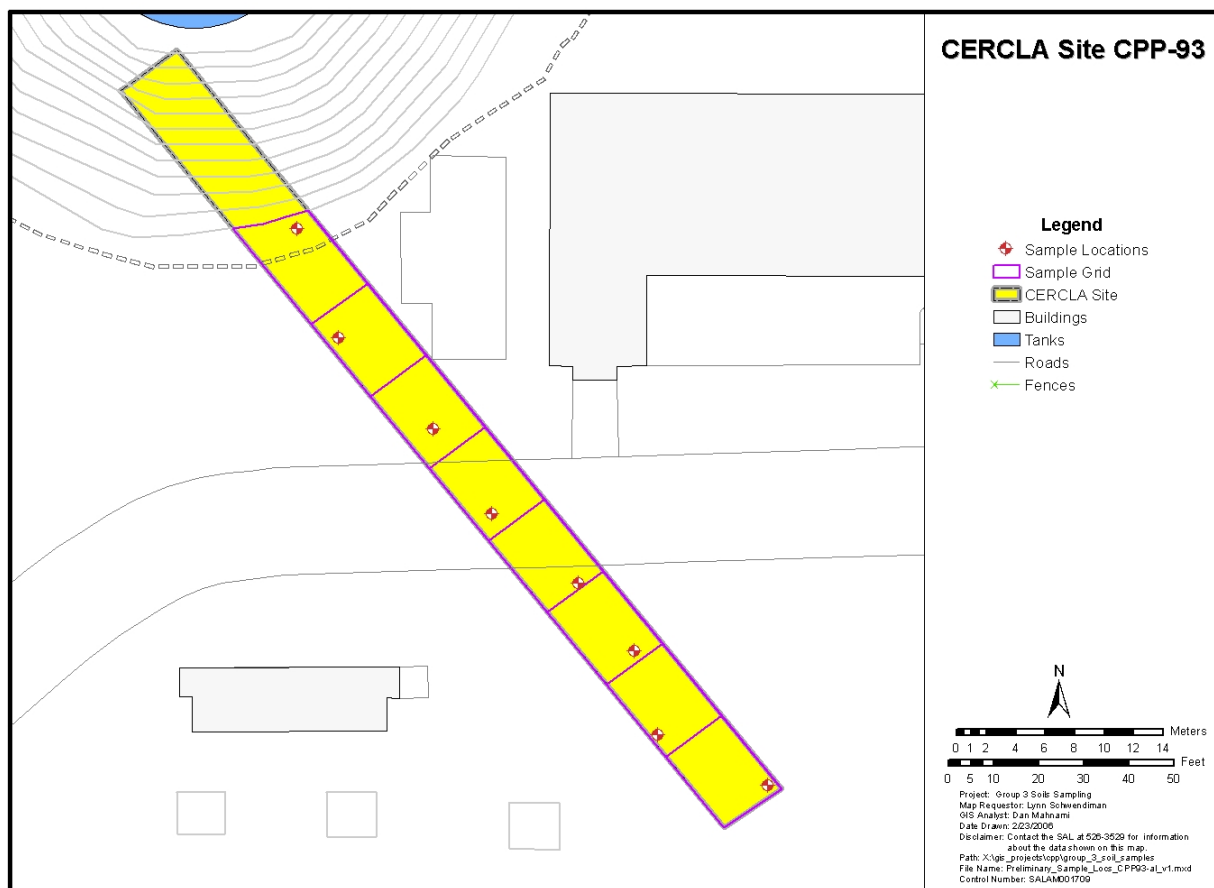 CERCLA Site CPP-93
Legend
Sample Locations
Sample Grid
CERCLA Site
Buildings
Tanks
Roads
Fences
N
Meters
0 1 2 4 6 8 10 12 14
Feet
0 5 10 20 30 40 50
Project: Group 3 Soils Sampling
Map Requestor: Lynn Schwendiman
GIS Analyst: Dan Mahnami
Date Drawn: 2/23/2006
Disclaimer: Contact the SAL at 526-3529 for information
about the data shown on this map.
Path: X:\gis_projects\cpp\group_3_soil_samples
File Name: Preliminary_Sample_Locs_CPP93-al_v1.mxd
Control Number: SALAM001709